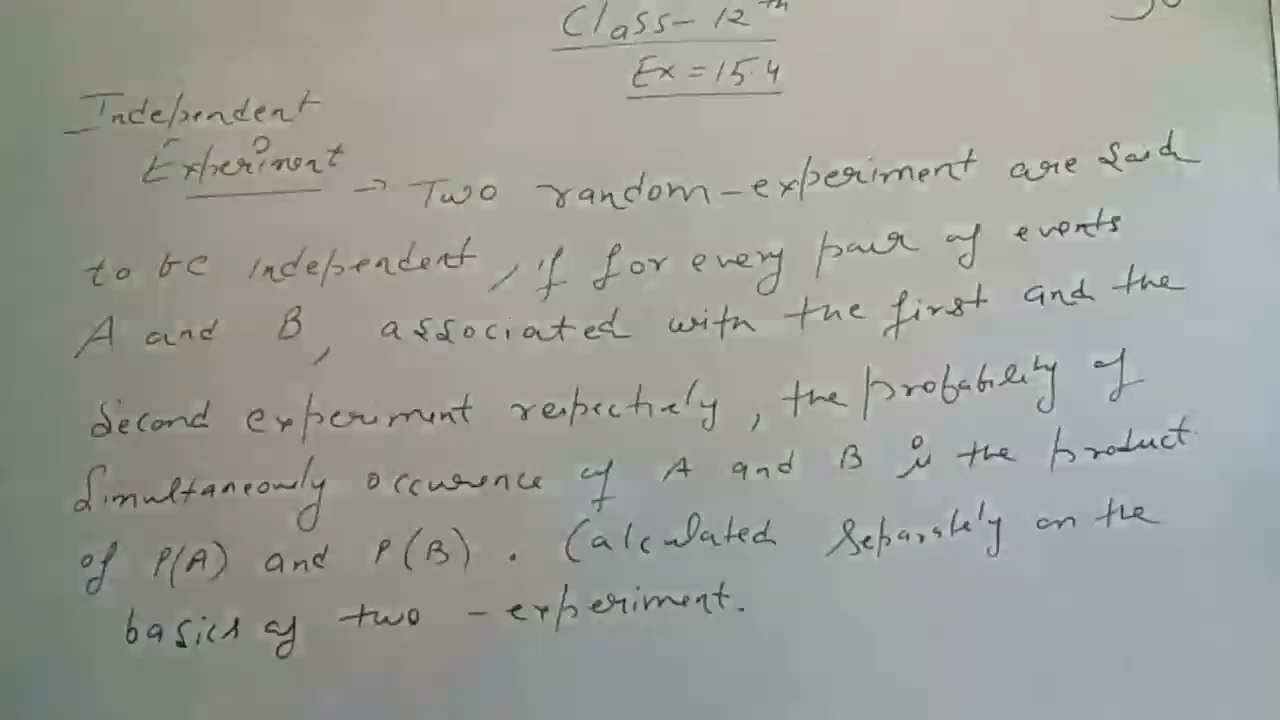 Class - 12th
Ex = 15.4
Independent
Experiment → Two random - experiment are said
to be independent, if for every pair of events
A and B, associated with the first and the
second experiment respectively, the probability of
simultaneously occurence of A and B is the product
of P(A) and P(B). Calculated separately on the
basics of two - experiment.